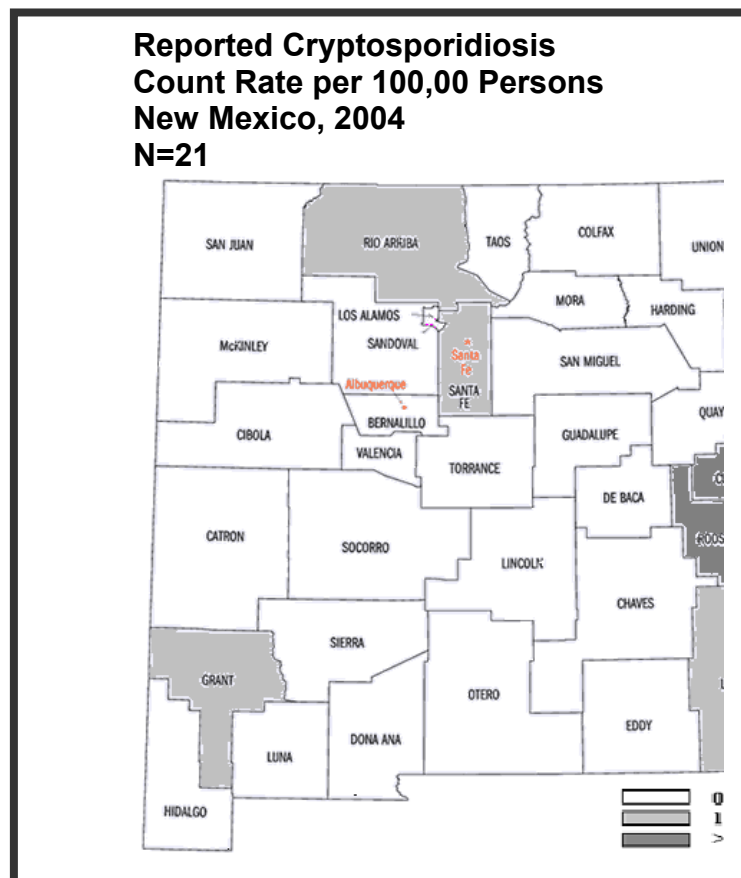 Reported Cryptosporidiosis
Count Rate per 100,00 Persons
New Mexico, 2004
N=21
SAN JUAN
RIO ARRIBA
TAOS
COLFAX
UNION
LOS ALAMOS
MORA
HARDING
McKINLEY
SANDOVAL
Santa
Fe
SAN MIGUEL
Albuquerque
SANTA
FE
QUAY
BERNALILLO
CIBOLA
GUADALUPE
VALENCIA
TORRANCE
DE BACA
CATRON
SOCORRO
ROOS
LINCOLN
CHAVES
SIERRA
GRANT
OTERO
EDDY
DONA ANA
LUNA
HIDALGO
0
1
>